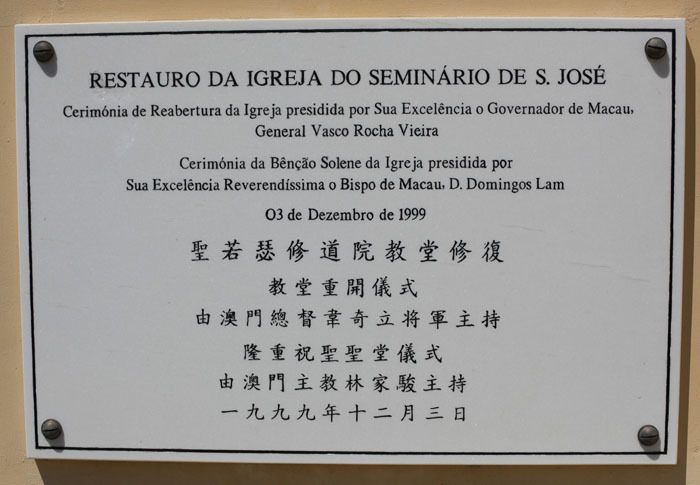 RESTAURO DA IGREJA DO SEMINÁRIO DE S. JOSÉ
Cerimónia de Reabertura da Igreja presidida por Sua Excelência o Governador de Macau,
General Vasco Rocha Vieira
Cerimónia da Bênção Solene da Igreja presidida por
Sua Excelência Reverendíssima o Bispo de Macau, D. Domingos Lam
O3 de Dezembro de 1999
聖若瑟修道院教堂修復
教堂重開儀式
由澳門總督韋奇立将軍主持
隆重祝聖聖堂儀式
由澳門主教林家駿主持
一九九九年十二月三日